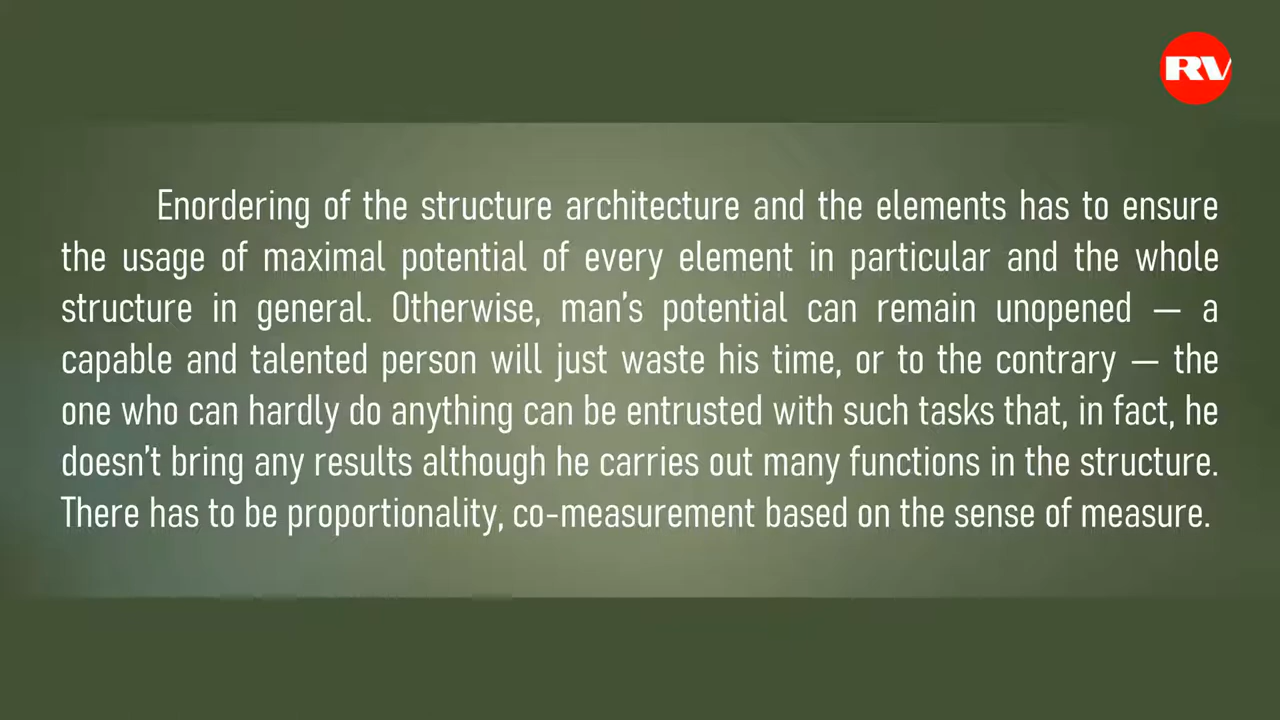 RV
Enordering of the structure architecture and the elements has to ensure
the usage of maximal potential of every element in particular and the whole
structure in general. Otherwise, man's potential can remain unopened — a
capable and talented person will just waste his time, or to the contrary — the
one who can hardly do anything can be entrusted with such tasks that, in fact, he
doesn't bring any results although he carries out many functions in the structure.
There has to be proportionality, co-measurement based on the sense of measure.